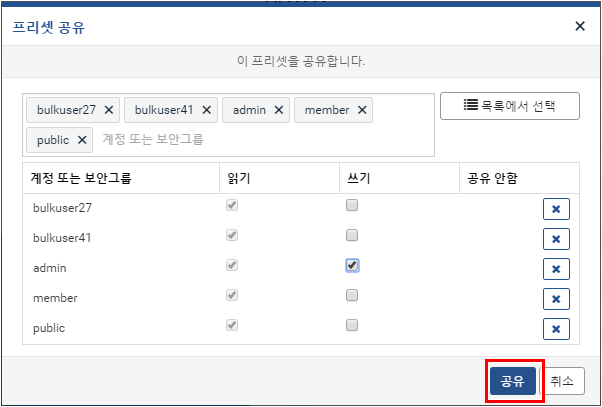 프리셋 공유
이 프리셋을 공유합니다.
bulkuser27 bulkuser41 admin member
목록에서 선택
public 계정 또는 보안그룹
계정 또는 보안그룹 읽기 쓰기 공유 안함
bulkuser27
bulkuser41
admin
member
public
공유 취소